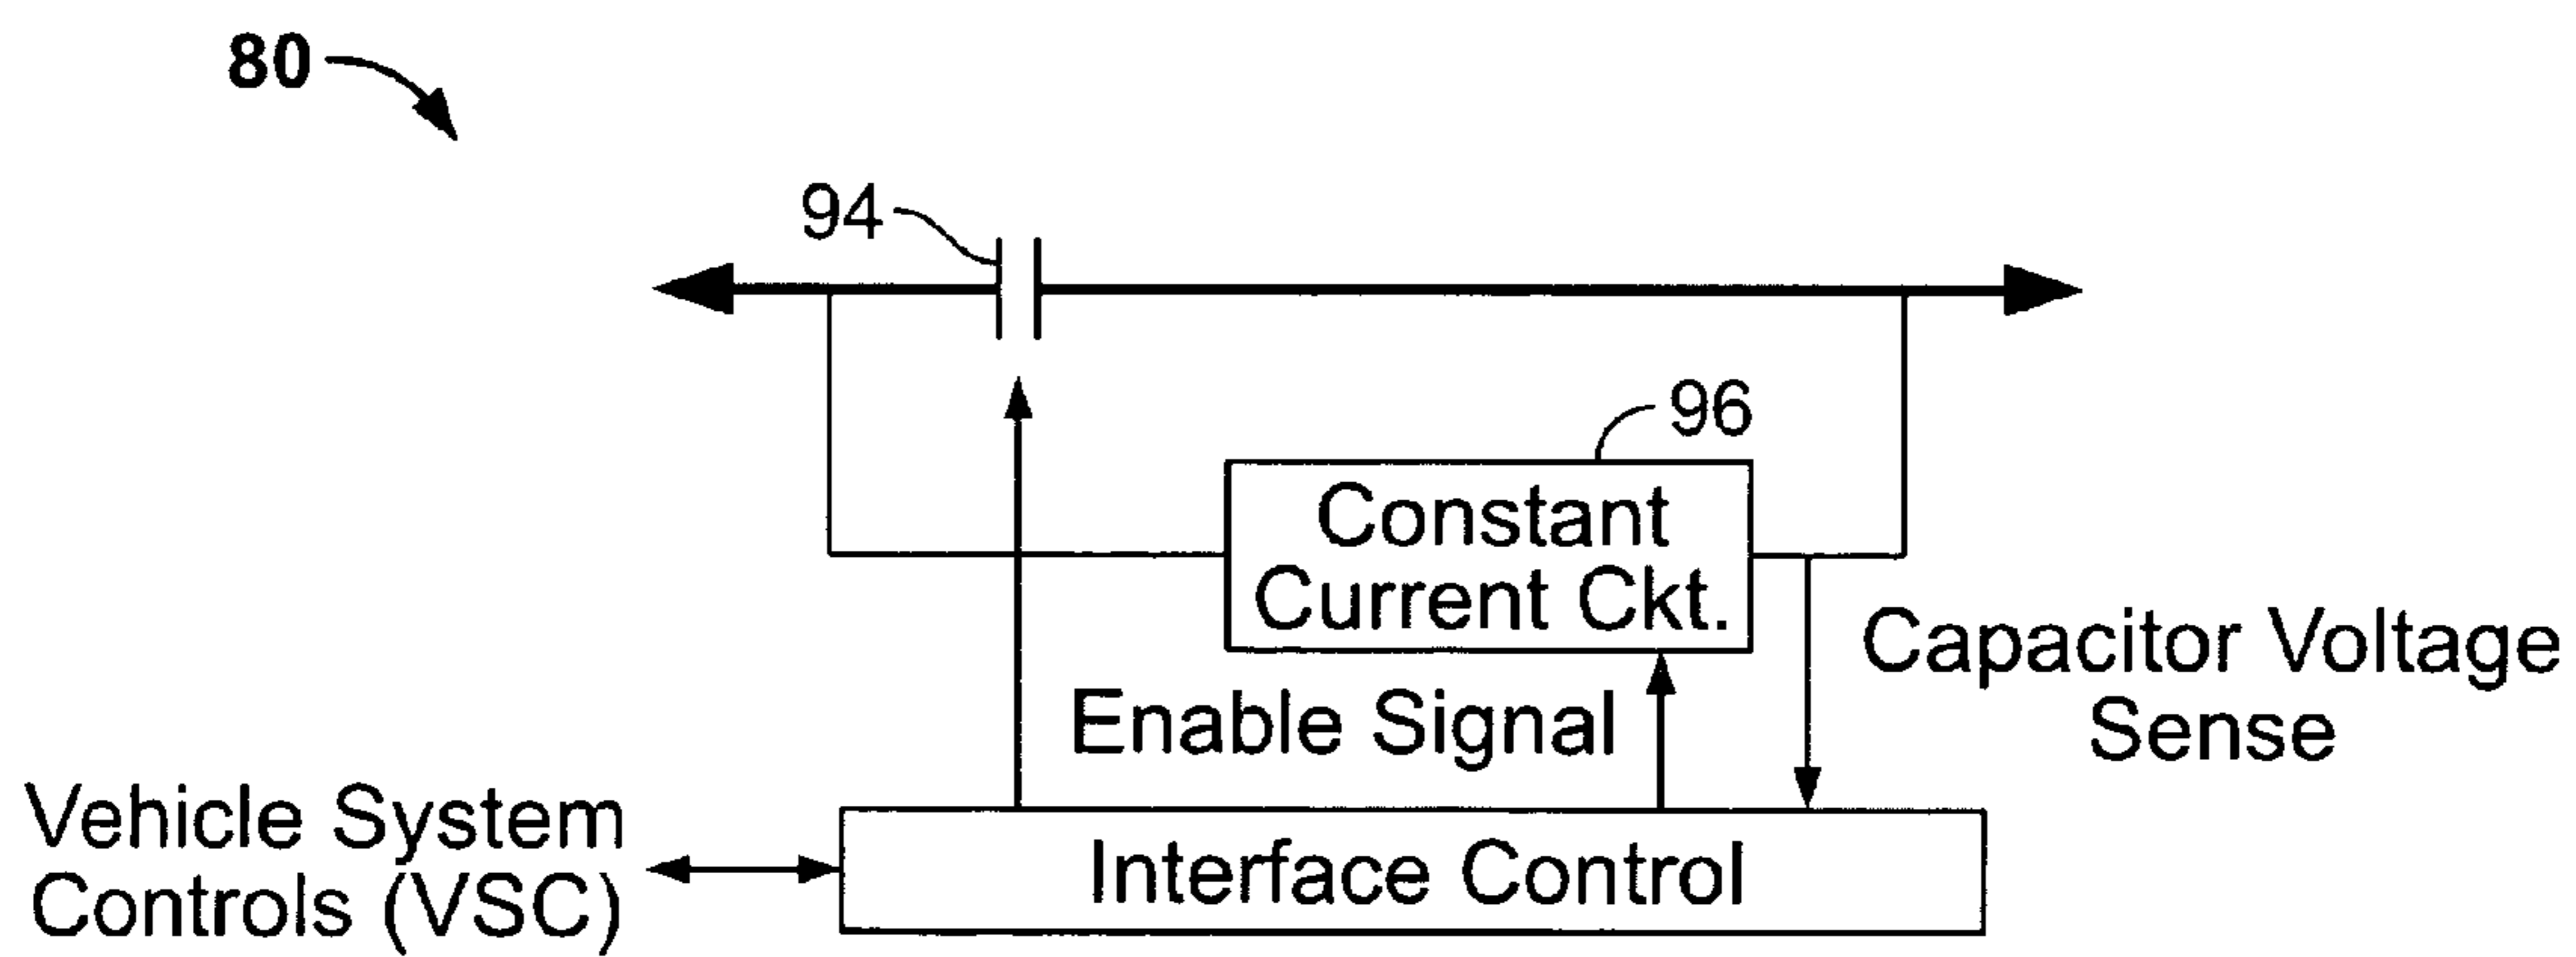 80
94
96
Constant
Current Ckt.
Capacitor Voltage
Sense
Enable Signal
Vehicle System
Controls (VSC)
Interface Control